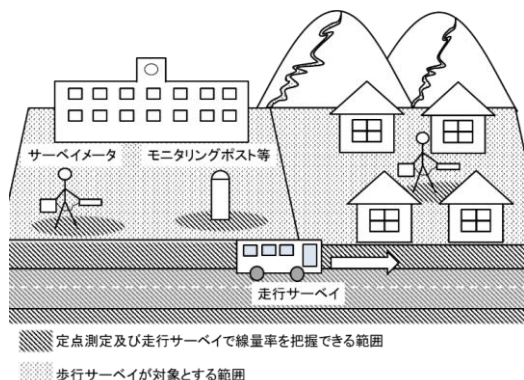 サーベイメータ
モニタリングポスト等
走行サーベイ
定点測定及び走行サーベイで線量率を把握できる範囲
歩行サーベイが対象とする範囲